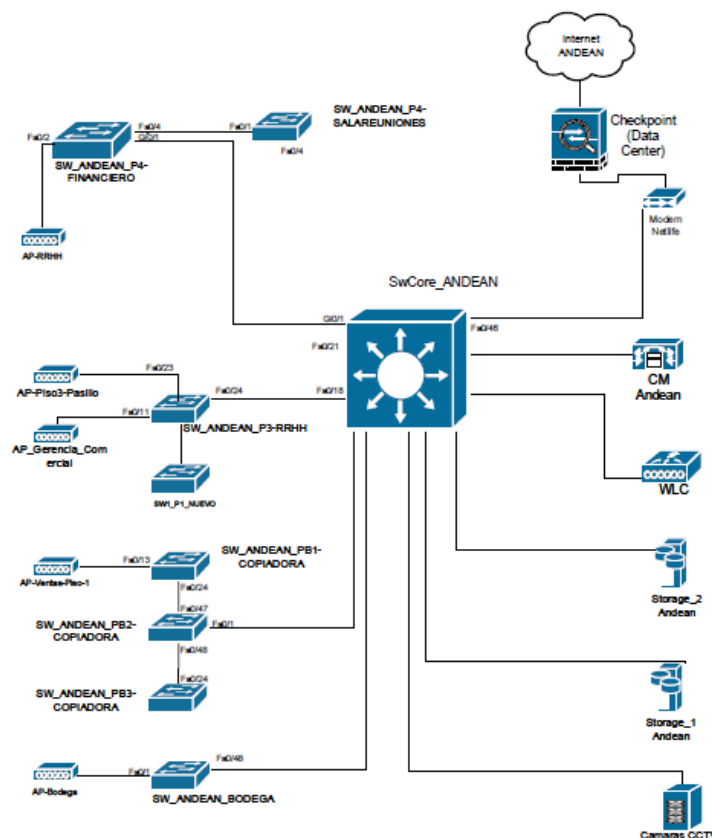 Internet
ANDEAN
SW_ANDEAN_P4-
SALAREUNIONES
Fa0/4
Fa0/1
Fa0/2
Gi0/1
Fa0/4
SW_ANDEAN_P4-
FINANCIERO
Checkpoint
(Data
Center)
Modem
Netlife
AP-RRHH
SwCore_ANDEAN
Gi0/1
Fa0/46
Fa0/21
CM
Andean
Fa0/23
AP-Piso3-Pasillo
Fa0/24
Fa0/18
Fa0/11
AP_Gerencia_Com
ercial
SW_ANDEAN_P3-RRHH
WLC
SW1_P1_NUEVO
SW_ANDEAN_PB1-
COPIADORA
Fa0/13
AP-Ventas-Piso-1
Fa0/24
Fa0/47
SW_ANDEAN_PB2-
COPIADORA
Fa0/1
Fa0/48
Storage_2
Andean
Fa0/24
SW_ANDEAN_PB3-
COPIADORA
Storage_1
Andean
Fa0/48
Fa0/1
AP-Bodega
SW_ANDEAN_BODEGA
Camaras CCTV